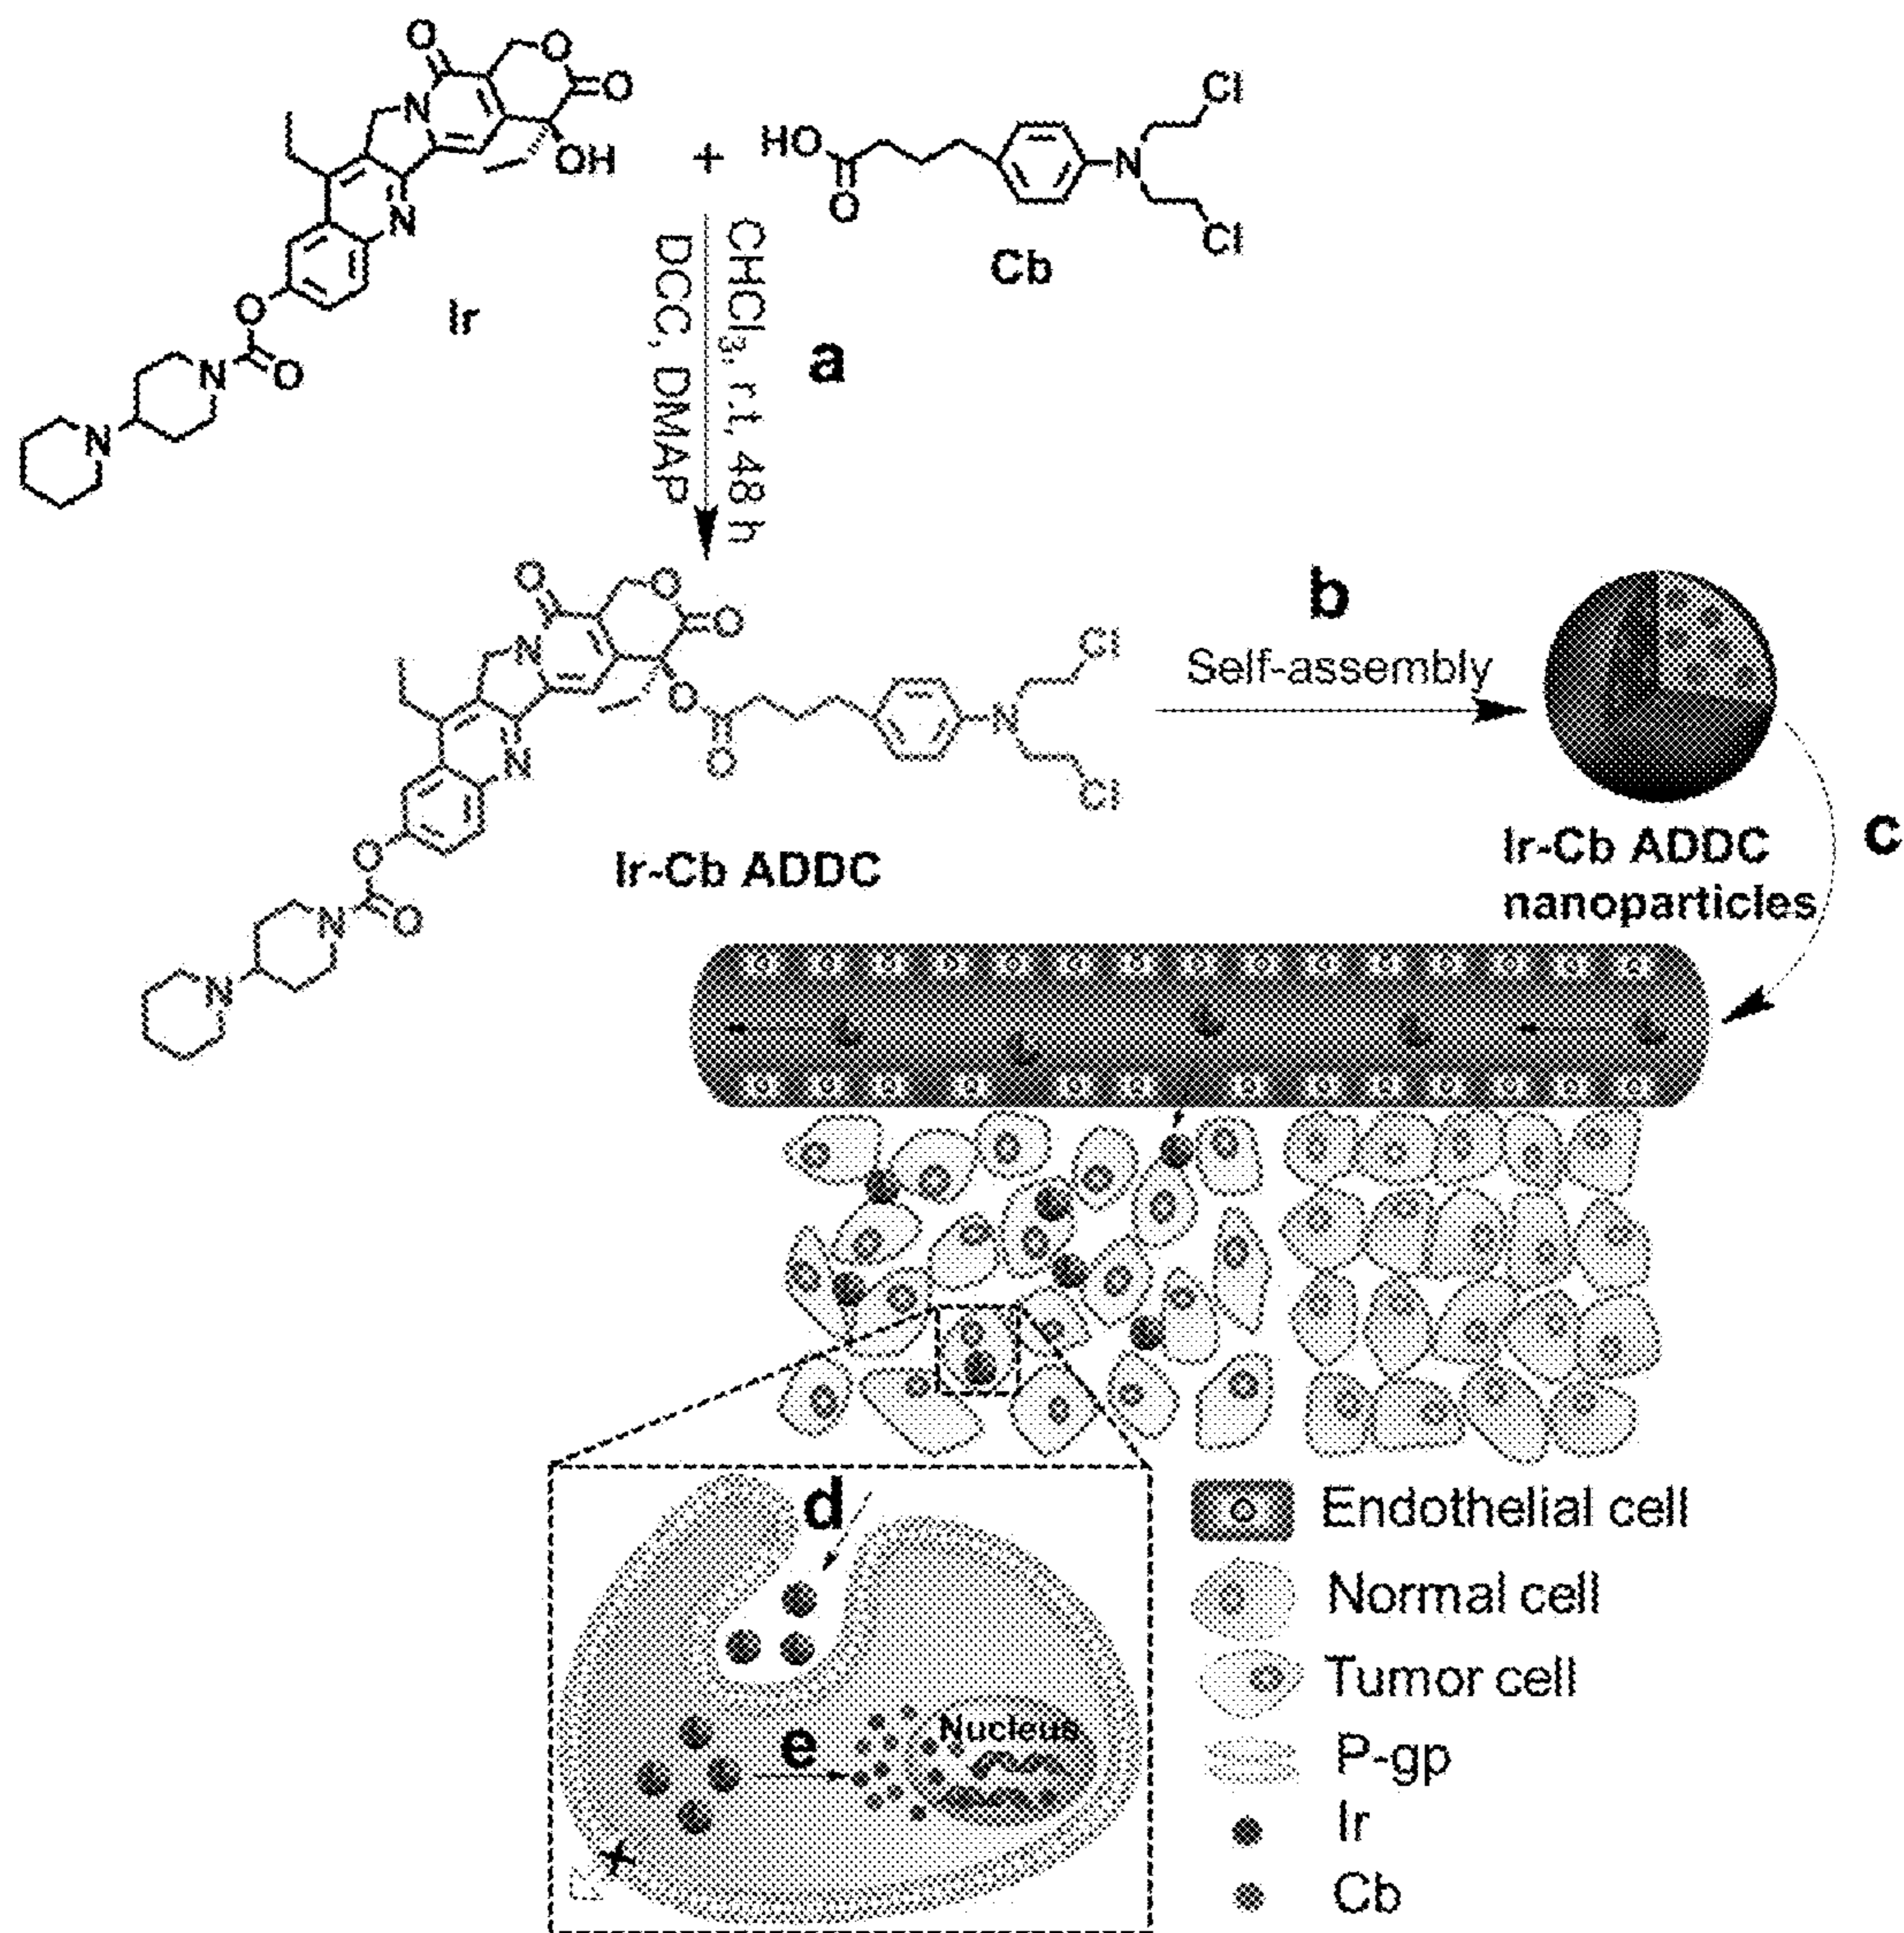 O
O
O
N
OH
N
O
N
O
N
Ir
+
HO
O
N
Cl
Cl
Cb
CHCl3, r.t, 48 h
DCC, DMAP
a
O
O
O
N
O
O
N
Cl
Cl
N
O
N
O
N
Ir-Cb ADDC
b
Self-assembly
Ir-Cb ADDC
nanoparticles
c
d
e
Nucleus
Endothelial cell
Normal cell
Tumor cell
P-gp
Ir
Cb